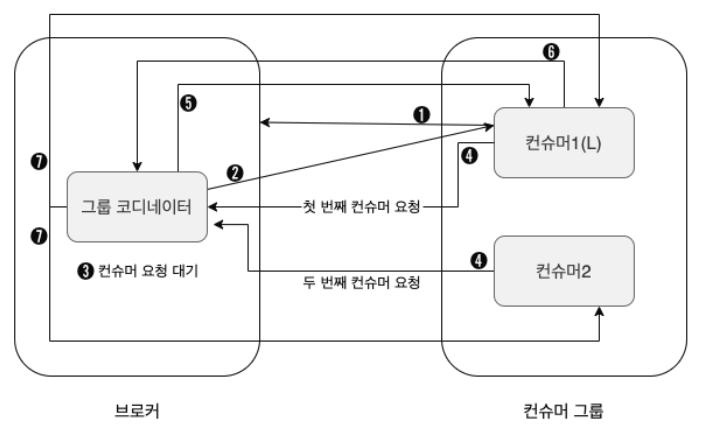 ❻
❺
❶
컨슈머1(L)
❹
❼
❷
그룹 코디네이터
첫 번째 컨슈머 요청
❼
❸ 컨슈머 요청 대기
❹
컨슈머2
두 번째 컨슈머 요청
브로커
컨슈머 그룹